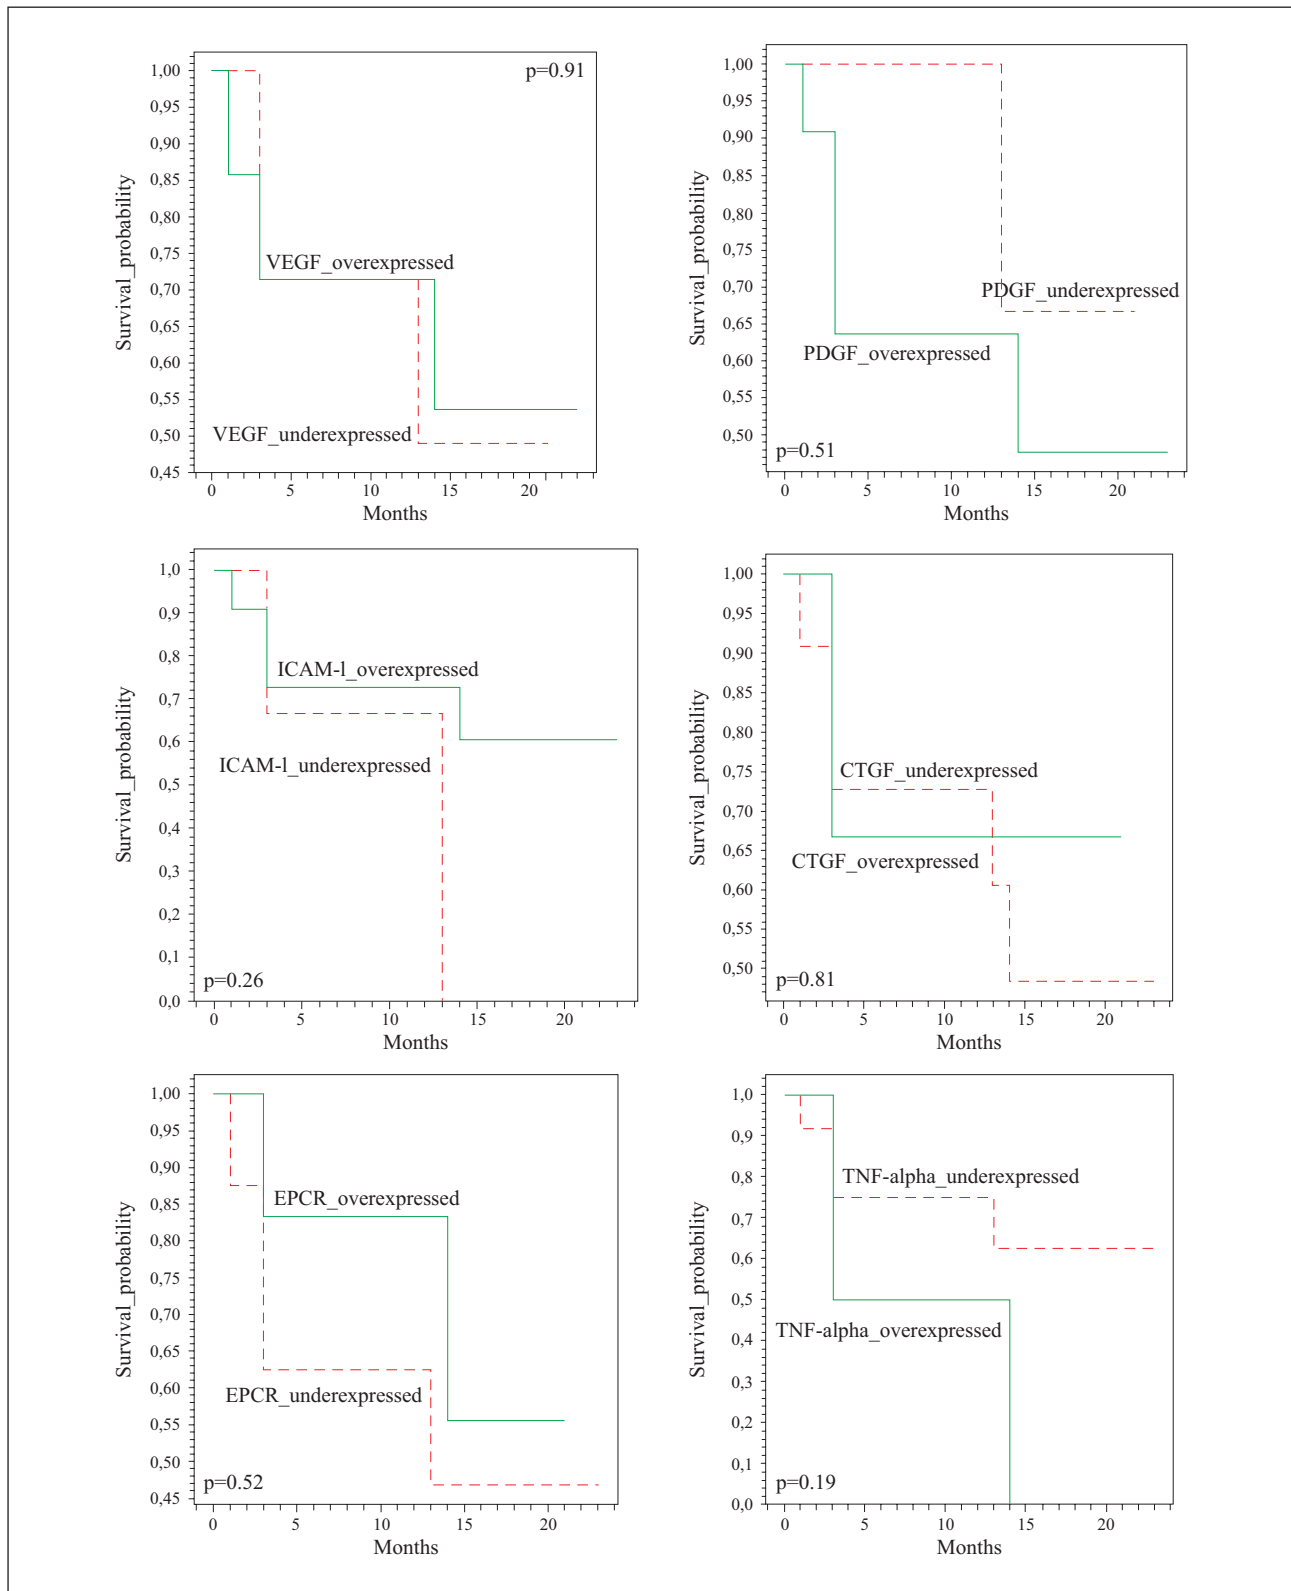 p=0.91
Survival_probability
1,00
0,95
0,90
0,85
0,80
0,75
0,70
0,65
0,60
0,55
0,50
0,45
VEGF_overexpressed
VEGF_underexpressed
0 5 10 15 20
Months
Survival_probability
1,00
0,95
0,90
0,85
0,80
0,75
0,70
0,65
0,60
0,55
0,50
PDGF_underexpressed
PDGF_overexpressed
p=0.51
0 5 10 15 20
Months
Survival_probability
1,0
0,9
0,8
0,7
0,6
0,5
0,4
0,3
0,2
0,1
0,0
ICAM-l_overexpressed
ICAM-l_underexpressed
p=0.26
0 5 10 15 20
Months
Survival_probability
1,00
0,95
0,90
0,85
0,80
0,75
0,70
0,65
0,60
0,55
0,50
CTGF_underexpressed
CTGF_overexpressed
p=0.81
0 5 10 15 20
Months
Survival_probability
1,00
0,95
0,90
0,85
0,80
0,75
0,70
0,65
0,60
0,55
0,50
0,45
EPCR_overexpressed
EPCR_underexpressed
p=0.52
0 5 10 15 20
Months
Survival_probability
1,0
0,9
0,8
0,7
0,6
0,5
0,4
0,3
0,2
0,1
0,0
TNF-alpha_underexpressed
TNF-alpha_overexpressed
p=0.19
0 5 10 15 20
Months